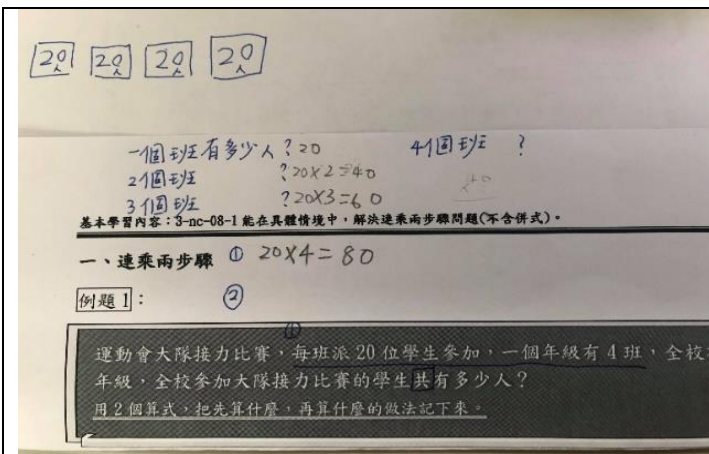 20人 20人 20人 20人
一個班有多少人?20 4個班 ?
2個班 ?20×2=40
3個班 ?20×3=60
基本學習內容:3-nc-08-1 能在具體情境中,解決連乘兩步驟問題(不含併式)。
一、連乘兩步驟 ① 20×4=80
例題1: ②
①
運動會大隊接力比賽,每班派 20 位學生參加,一個年級有 4 班,全校
年級,全校參加大隊接力比賽的學生共有多少人?
用2個算式,把先算什麼,再算什麼的做法記下來。